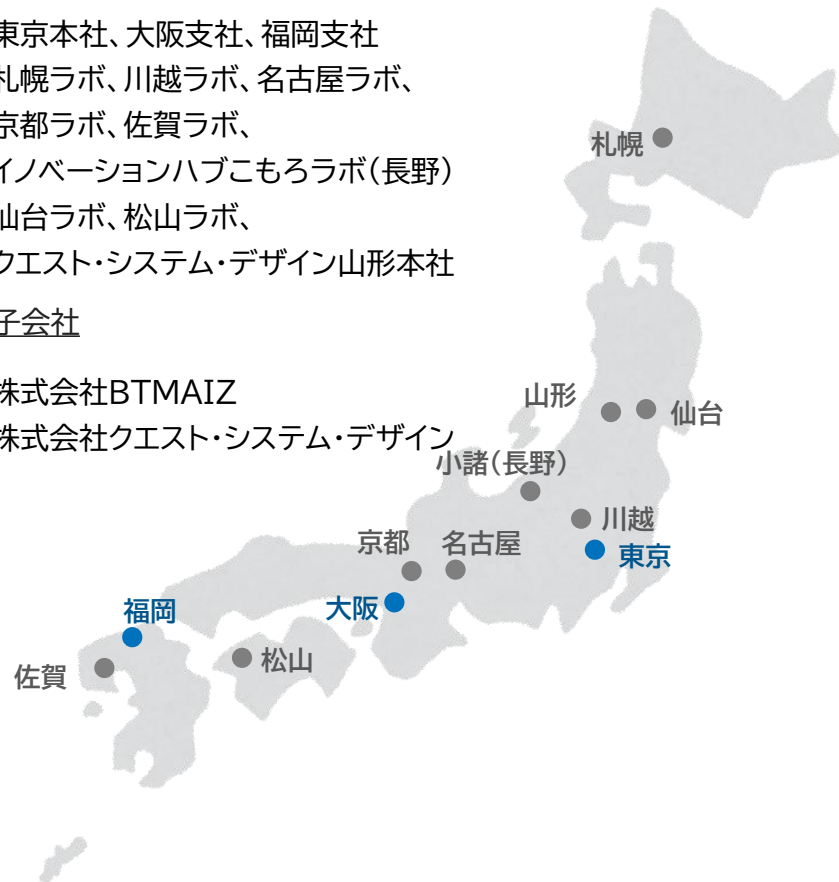 東京本社、大阪支社、福岡支社
札幌ラボ、川越ラボ、名古屋ラボ、
京都ラボ、佐賀ラボ、
イノベーションハブこもろラボ(長野)
仙台ラボ、松山ラボ、
クエスト・システム・デザイン山形本社
子会社
株式会社BTMAIZ
株式会社クエスト・システム・デザイン
札幌
山形
仙台
小諸(長野)
川越
京都
名古屋
東京
福岡
大阪
松山
佐賀